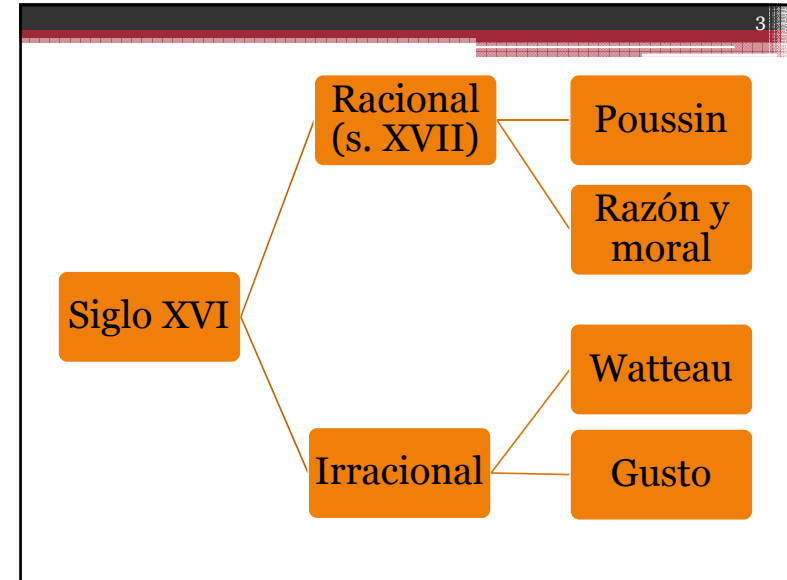 3
Racional
(s. XVII)
Poussin
Razón y
moral
Siglo XVI
Watteau
Irracional
Gusto